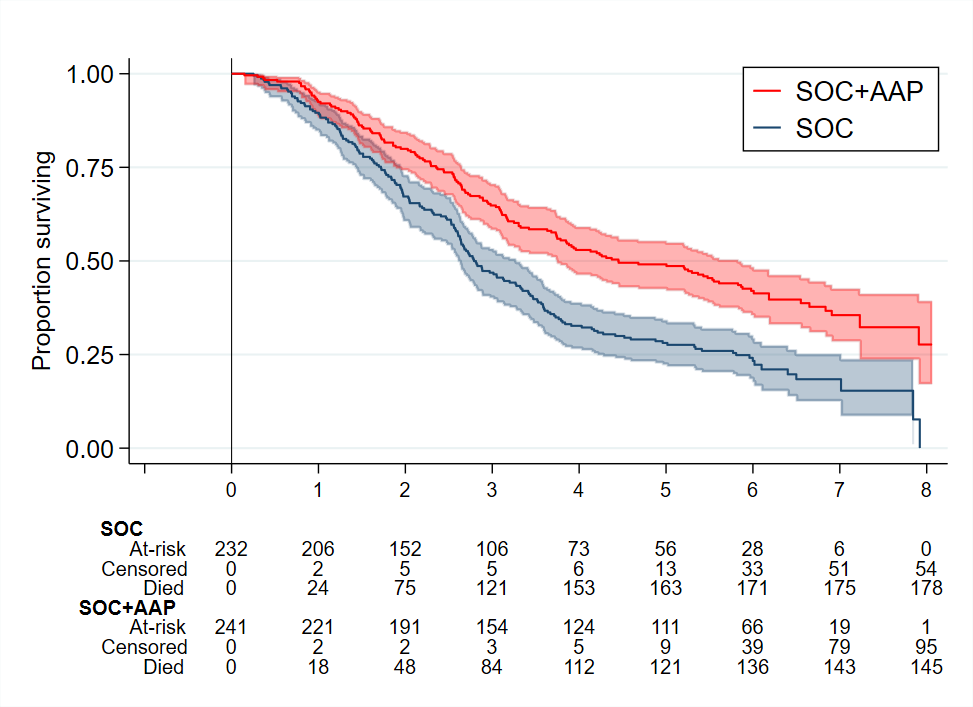 SOC+AAP
SOC
1.00
0.75
0.50
0.25
0.00
Proportion surviving
0 1 2 3 4 5 6 7 8
SOC
At-risk 232 206 152 106 73 56 28 6 0
Censored 0 2 5 5 6 13 33 51 54
Died 0 24 75 121 153 163 171 175 178
SOC+AAP
At-risk 241 221 191 154 124 111 66 19 1
Censored 0 2 2 3 5 9 39 79 95
Died 0 18 48 84 112 121 136 143 145